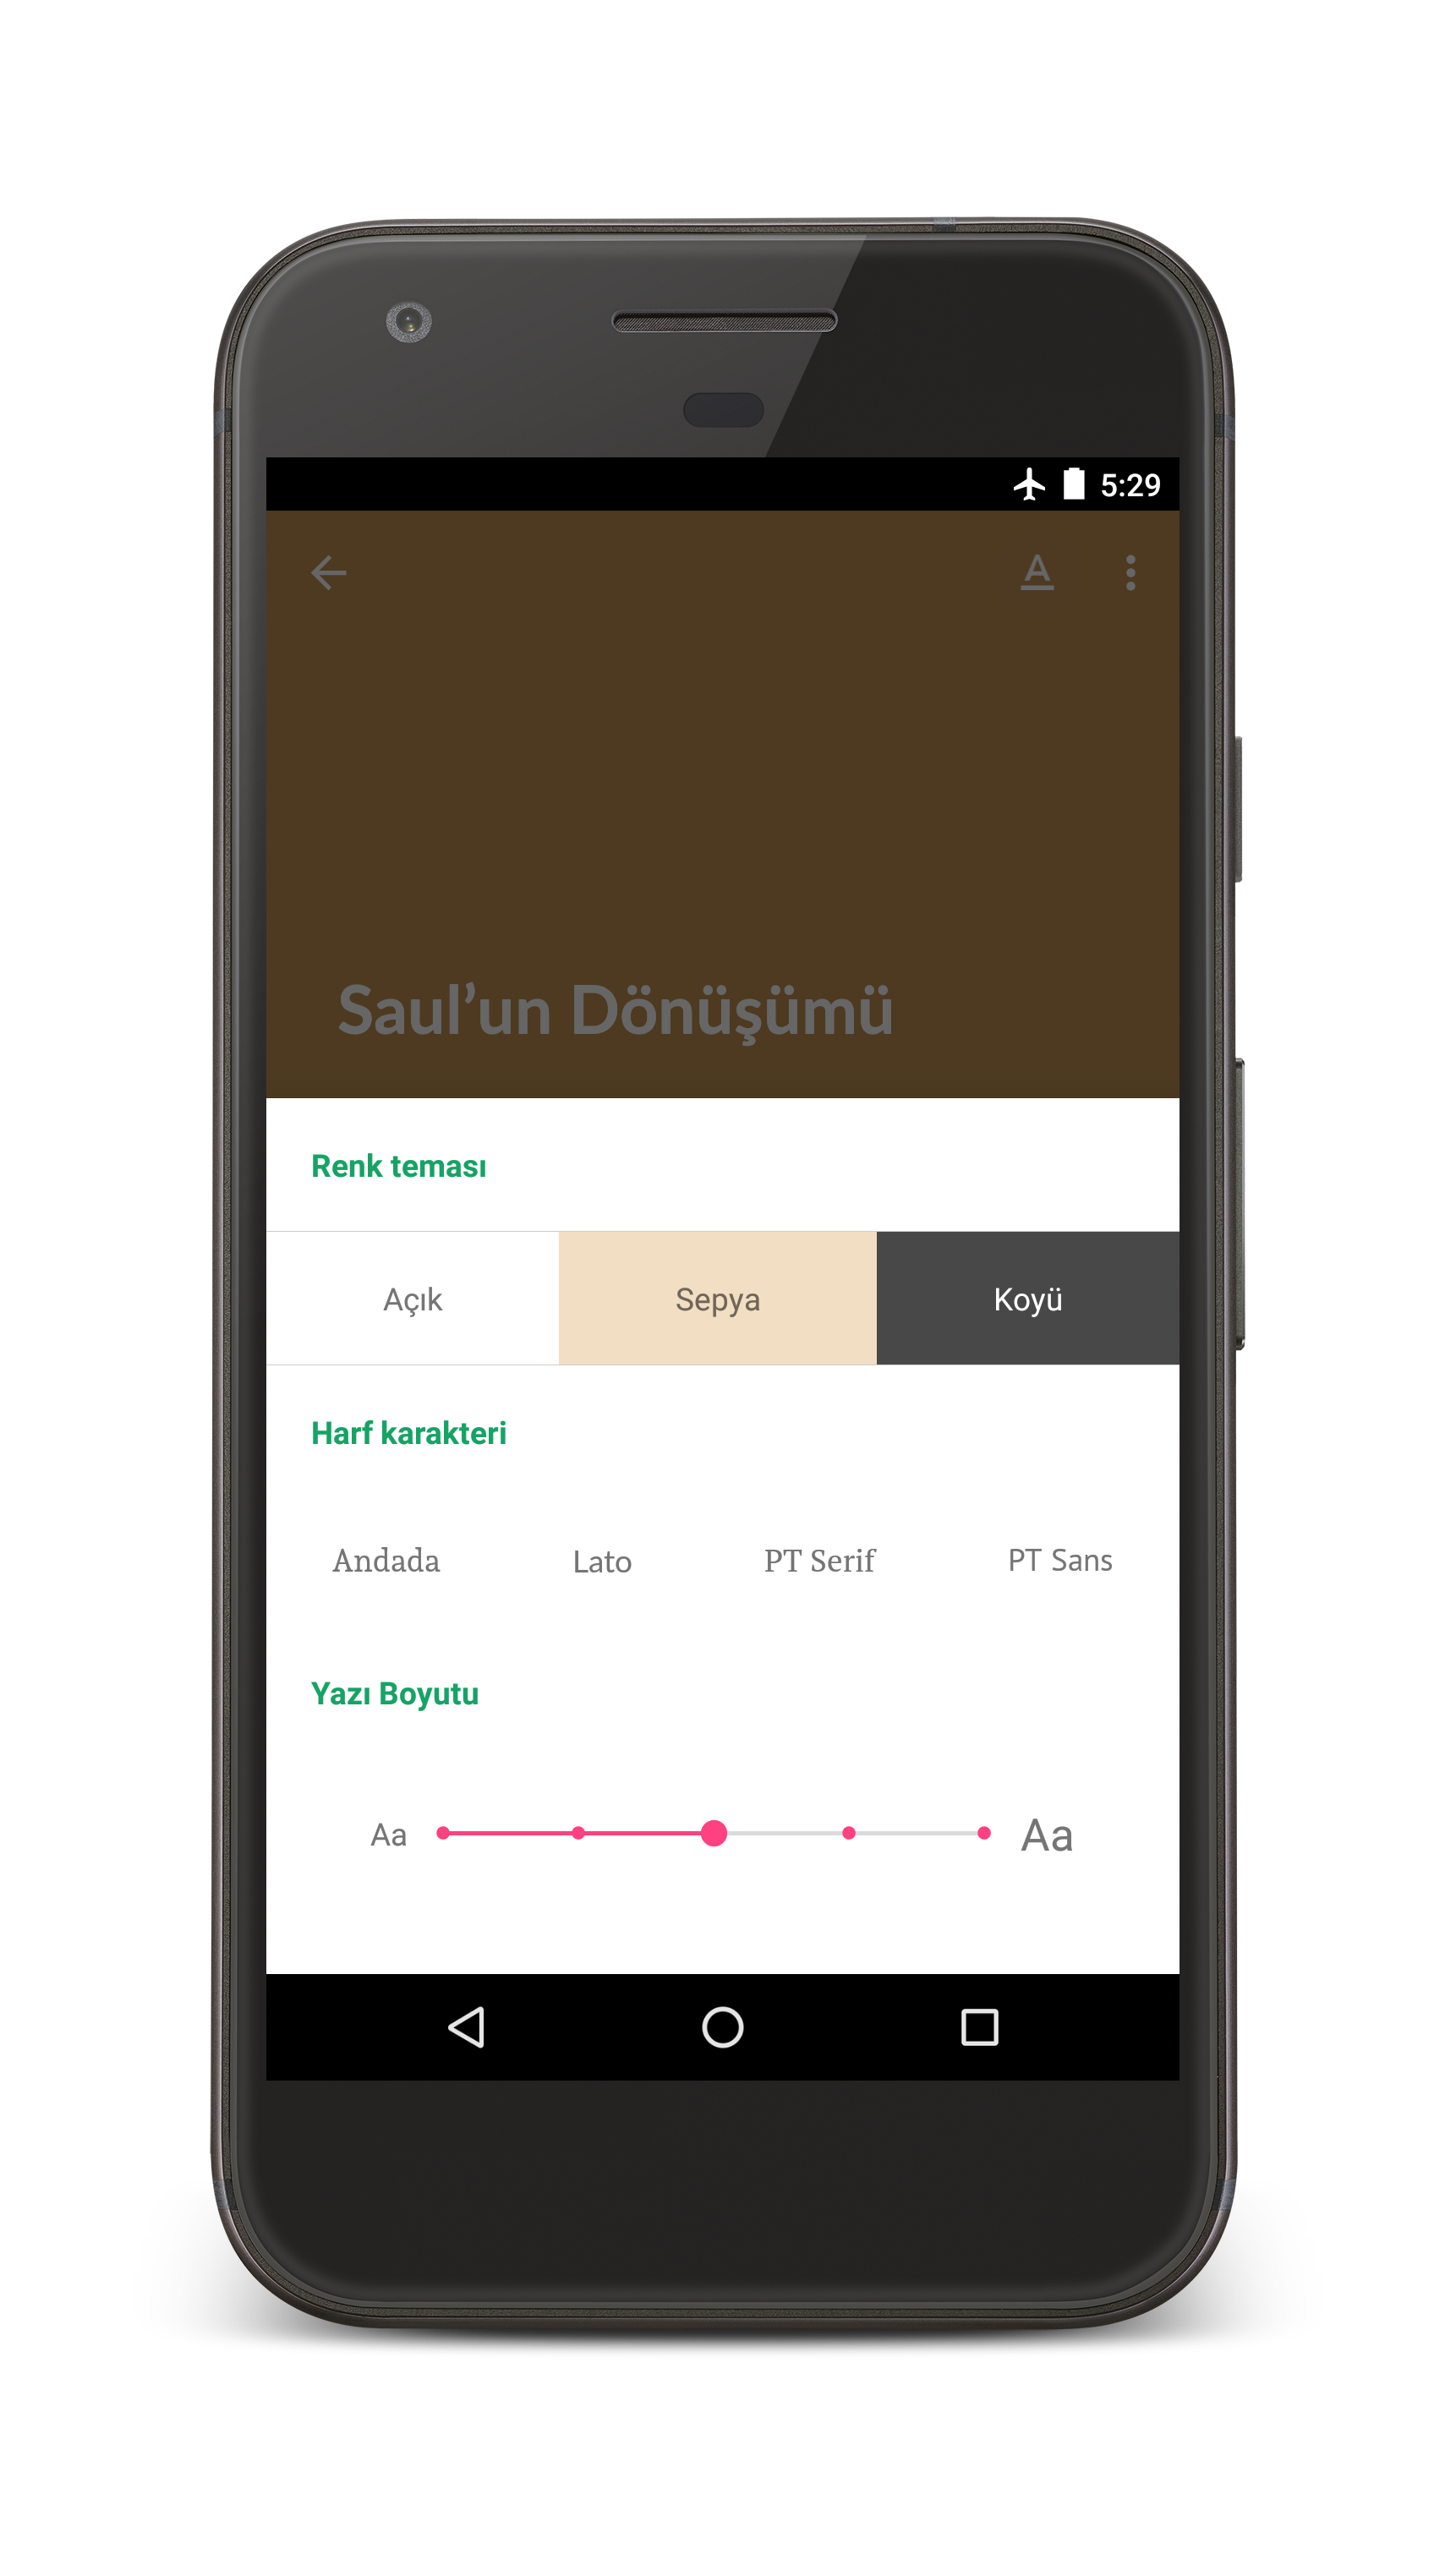 5:29
A
Saul’un Dönüşümü
Renk teması
Açık Sepya Koyü
Harf karakteri
Andada Lato PT Serif PT Sans
Yazı Boyutu
Aa Aa